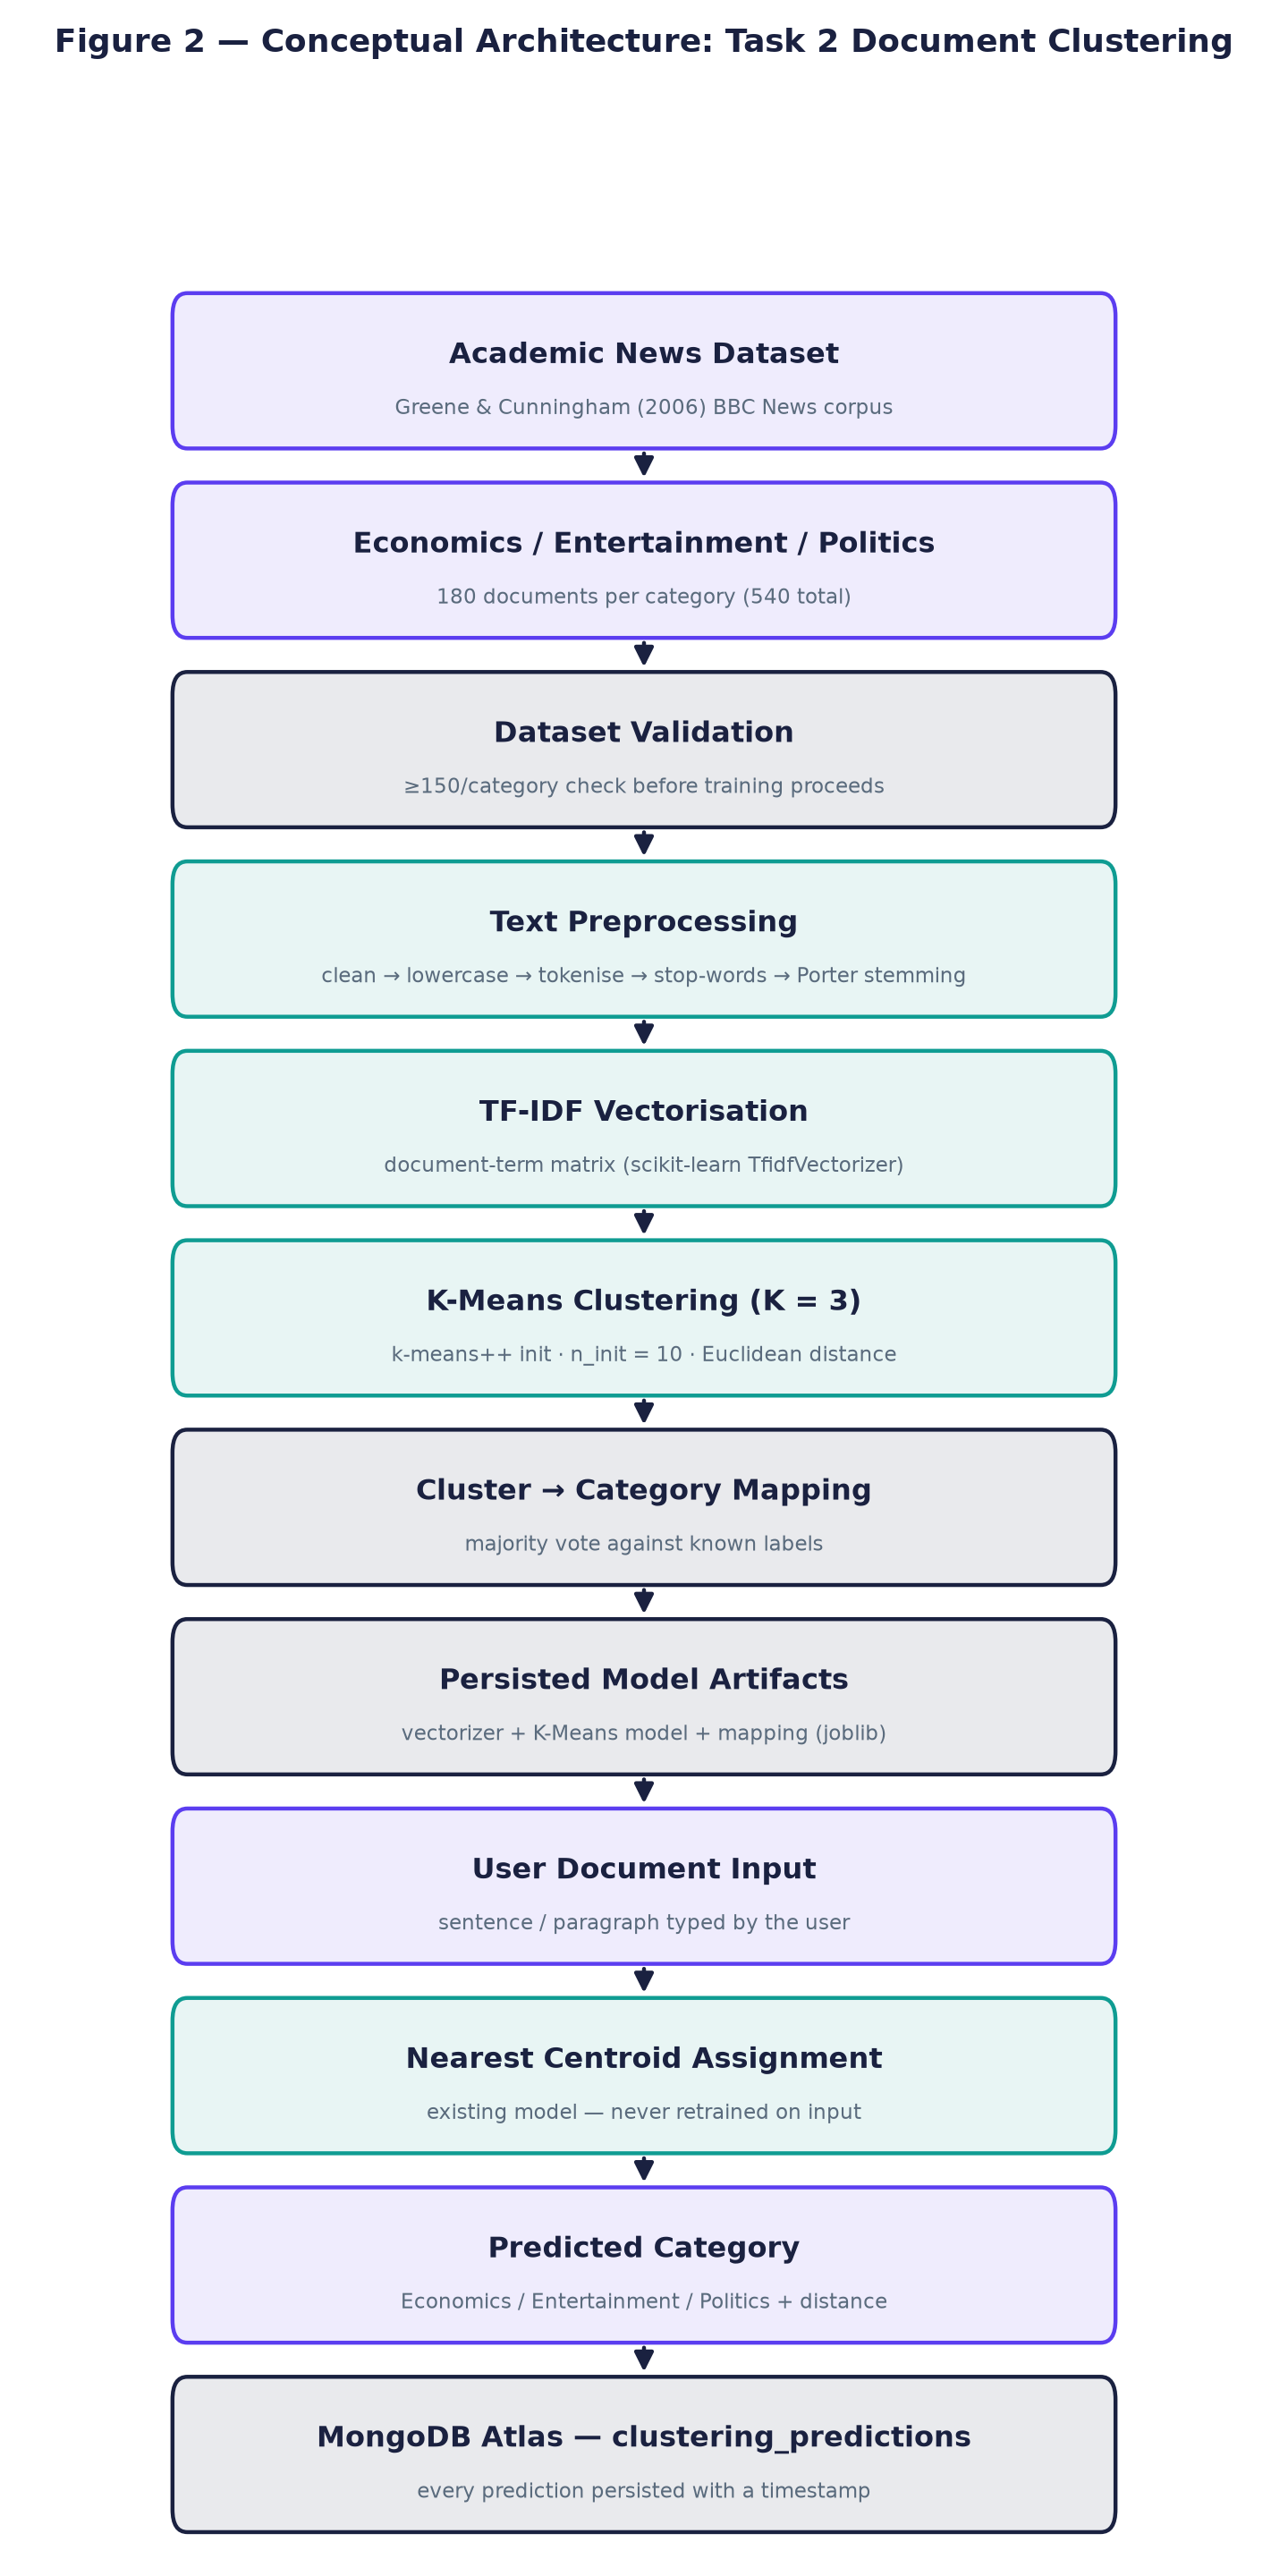 Figure 2 — Conceptual Architecture: Task 2 Document Clustering
Academic News Dataset
Greene & Cunningham (2006) BBC News corpus
Economics / Entertainment / Politics
180 documents per category (540 total)
Dataset Validation
≥150/category check before training proceeds
Text Preprocessing
clean → lowercase → tokenise → stop-words → Porter stemming
TF-IDF Vectorisation
document-term matrix (scikit-learn TfidfVectorizer)
K-Means Clustering (K = 3)
k-means++ init · n_init = 10 · Euclidean distance
Cluster → Category Mapping
majority vote against known labels
Persisted Model Artifacts
vectorizer + K-Means model + mapping (joblib)
User Document Input
sentence / paragraph typed by the user
Nearest Centroid Assignment
existing model — never retrained on input
Predicted Category
Economics / Entertainment / Politics + distance
MongoDB Atlas — clustering_predictions
every prediction persisted with a timestamp